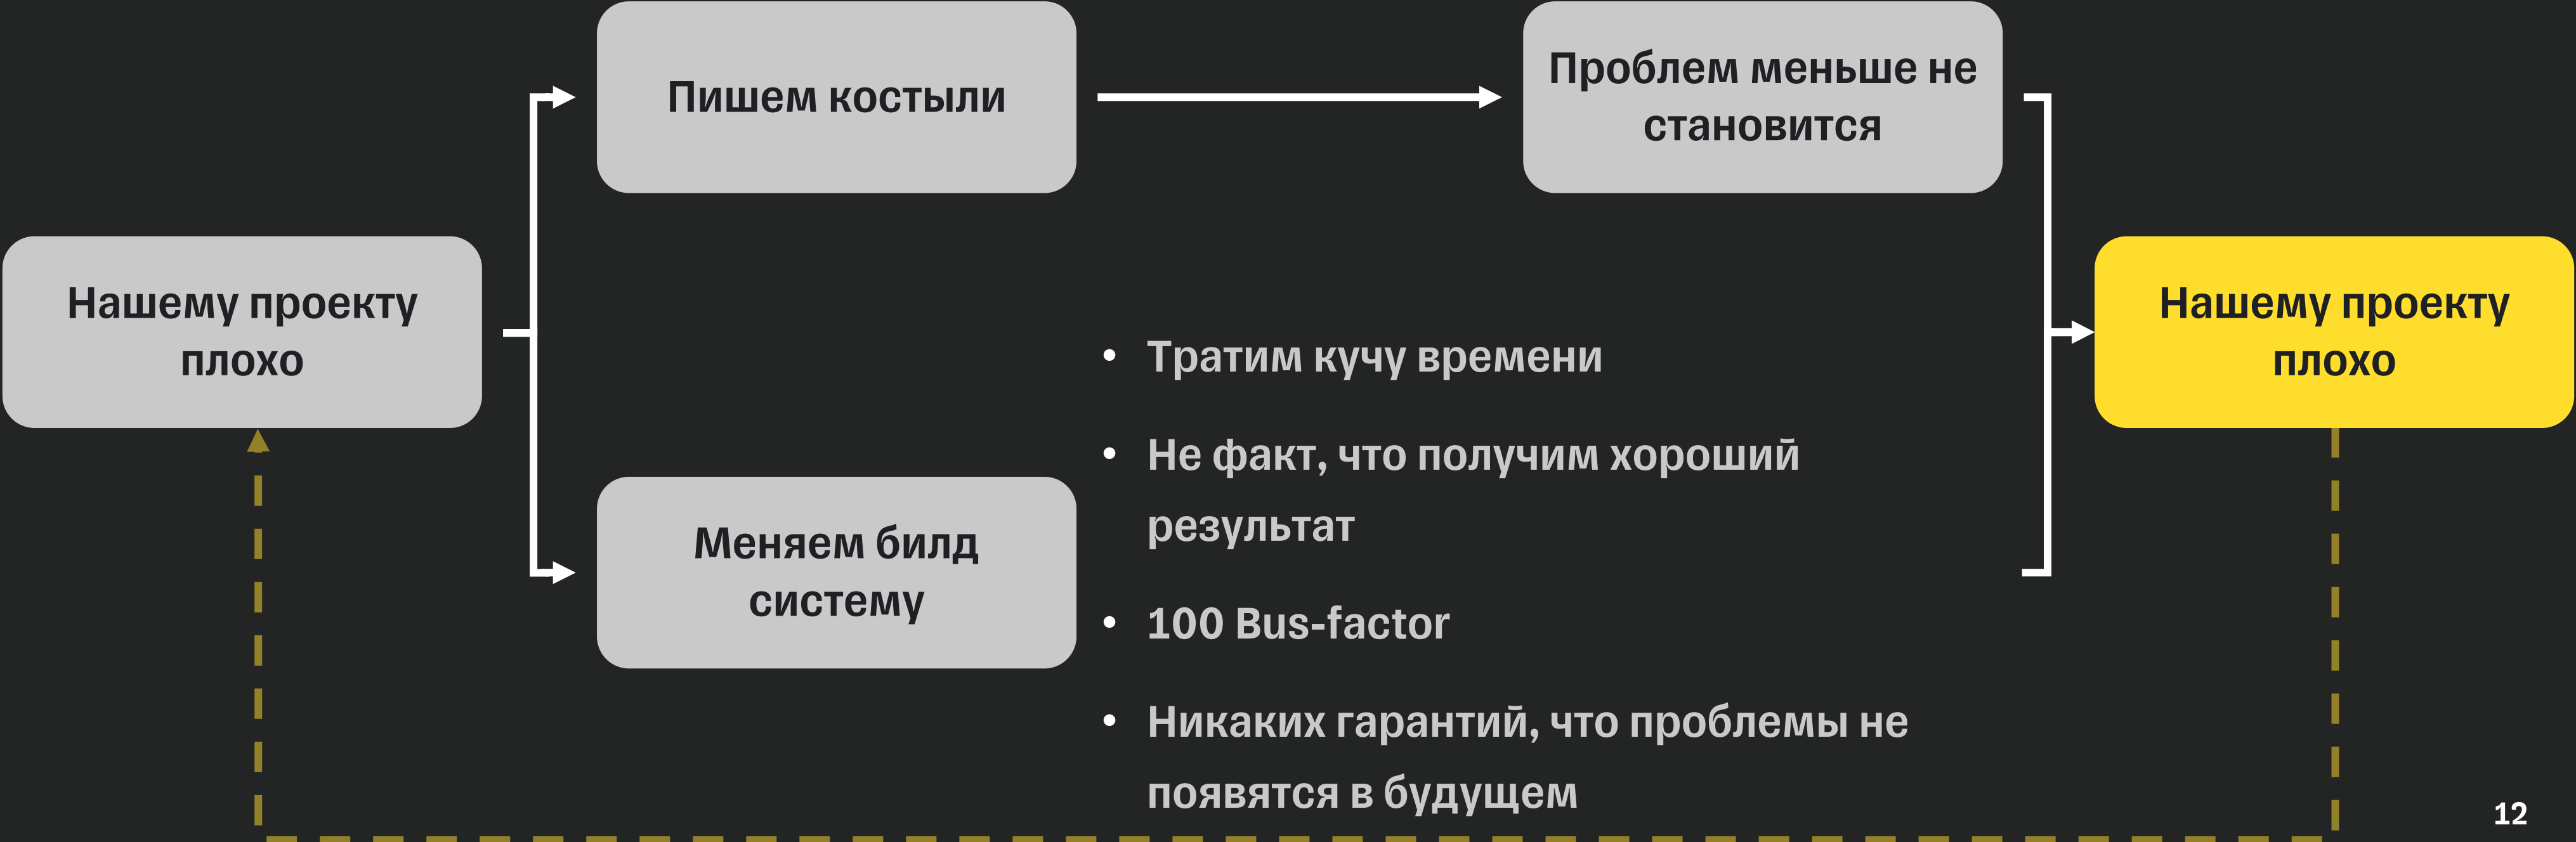 Пишем костыли
Проблем меньше не
становится
Нашему проекту
плохо
Меняем билд
систему
• Тратим кучу времени
• Не факт, что получим хороший
результат
• 100 Bus-factor
• Никаких гарантий, что проблемы не
появятся в будущем
Нашему проекту
плохо
12